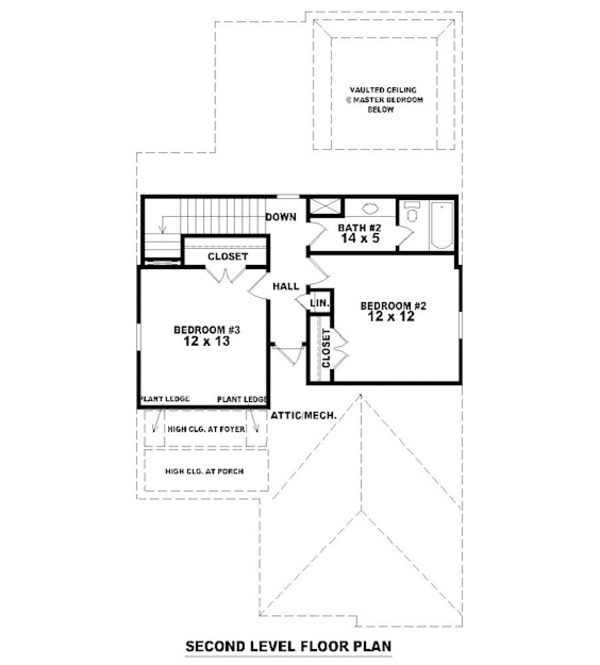 VAULTED CEILING
@ MASTER BEDROOM
BELOW
DOWN
BATH #2
14 x 5
CLOSET
HALL
LIN.
BEDROOM #2
12 x 12
BEDROOM #3
12 x 13
CLOSET
PLANT LEDGE
PLANT LEDGE
ATTIC/MECH.
HIGH CLG. AT FOYER
HIGH CLG. AT PORCH
SECOND LEVEL FLOOR PLAN